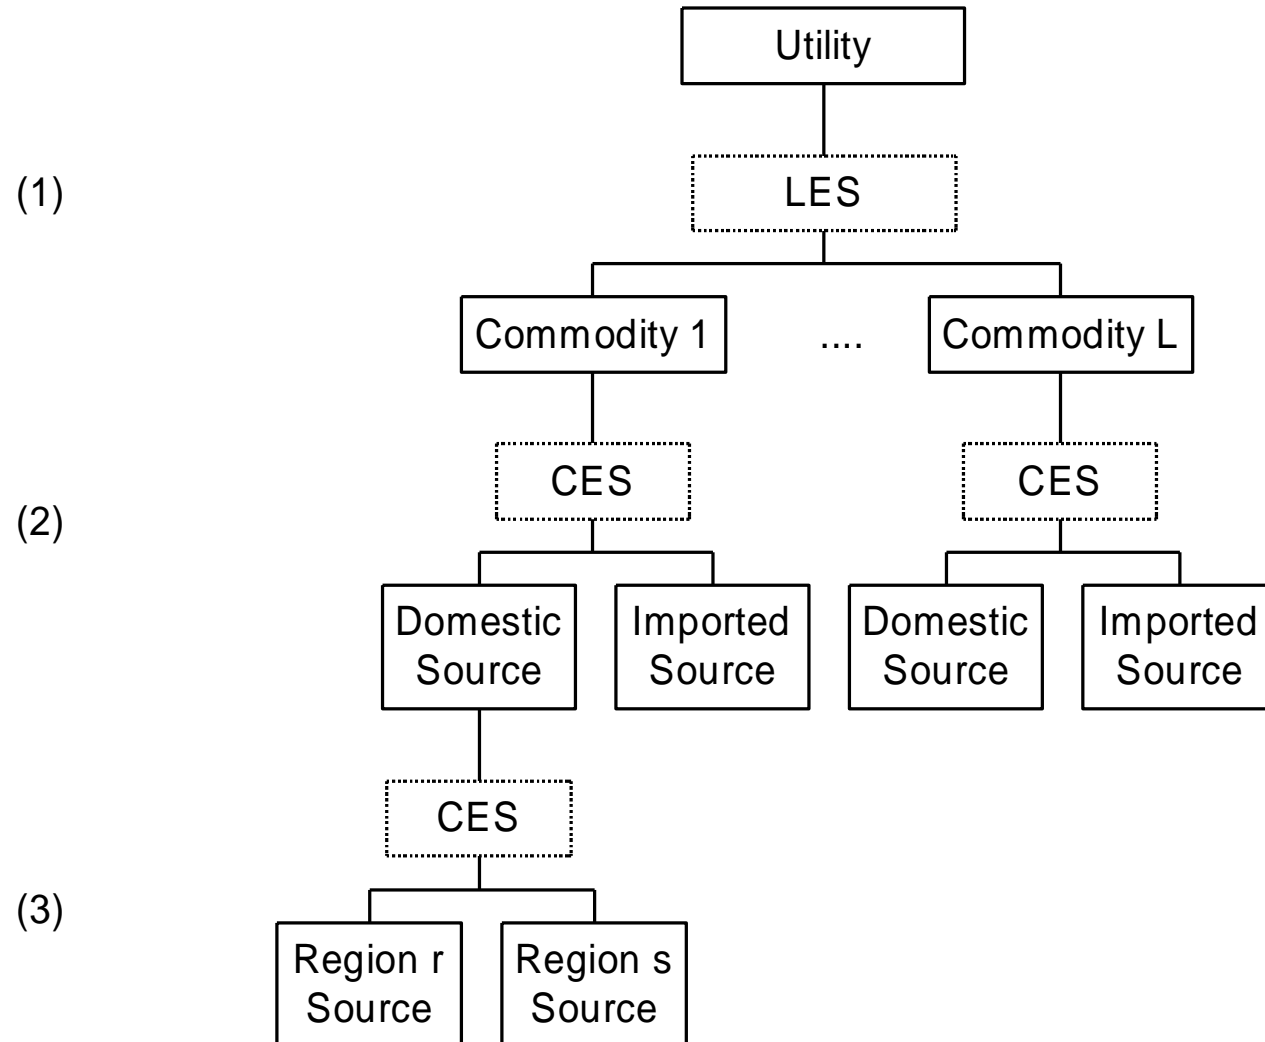 Utility
(1)
LES
Commodity 1
....
Commodity L
CES
CES
(2)
Domestic
Source
Imported
Source
Domestic
Source
Imported
Source
CES
(3)
Region r
Source
Region s
Source